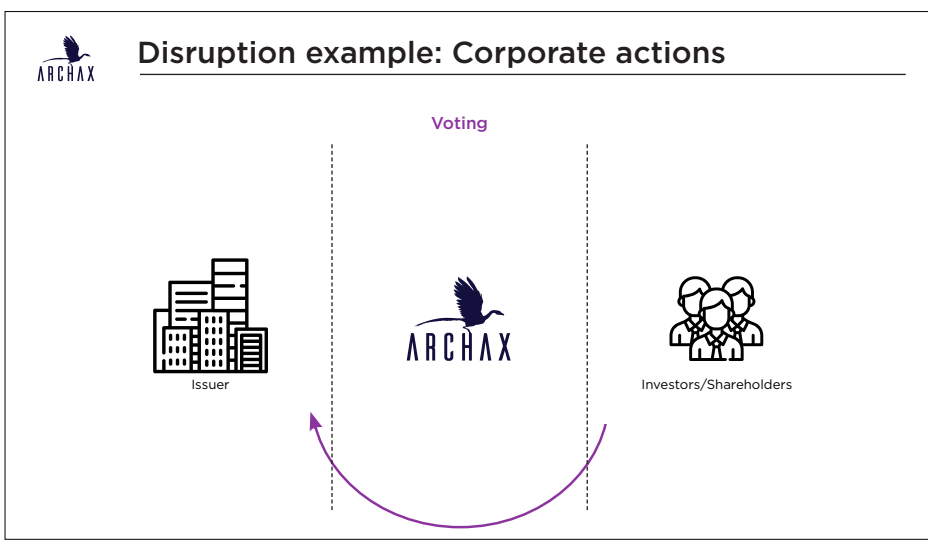 ARCHAX
Disruption example: Corporate actions
Voting
ARCHAX
Issuer
Investors/Shareholders